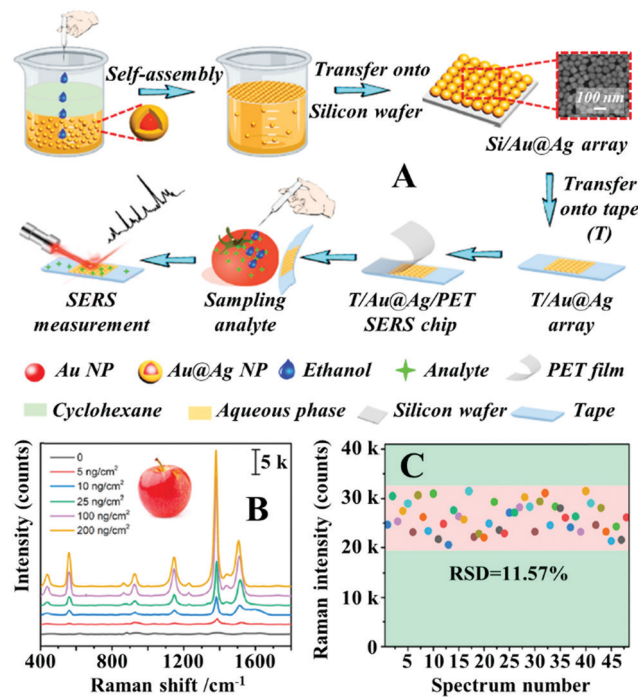 Self-assembly
Transfer onto
Silicon wafer
100 nm
Si/Au@Ag array
A
Transfer
onto tape
(T)
SERS
measurement
Sampling
analyte
T/Au@Ag/PET
SERS chip
T/Au@Ag
array
Au NP
Au@Ag NP
Ethanol
Analyte
PET film
Cyclohexane
Aqueous phase
Silicon wafer
Tape
Intensity (counts)
0
5 ng/cm²
10 ng/cm²
25 ng/cm²
100 ng/cm²
200 ng/cm²
5 k
B
400 800 1200 1600
Raman shift /cm⁻¹
Raman intensity (counts)
40 k
30 k
20 k
10 k
0
C
RSD=11.57%
5 10 15 20 25 30 35 40 45
Spectrum number